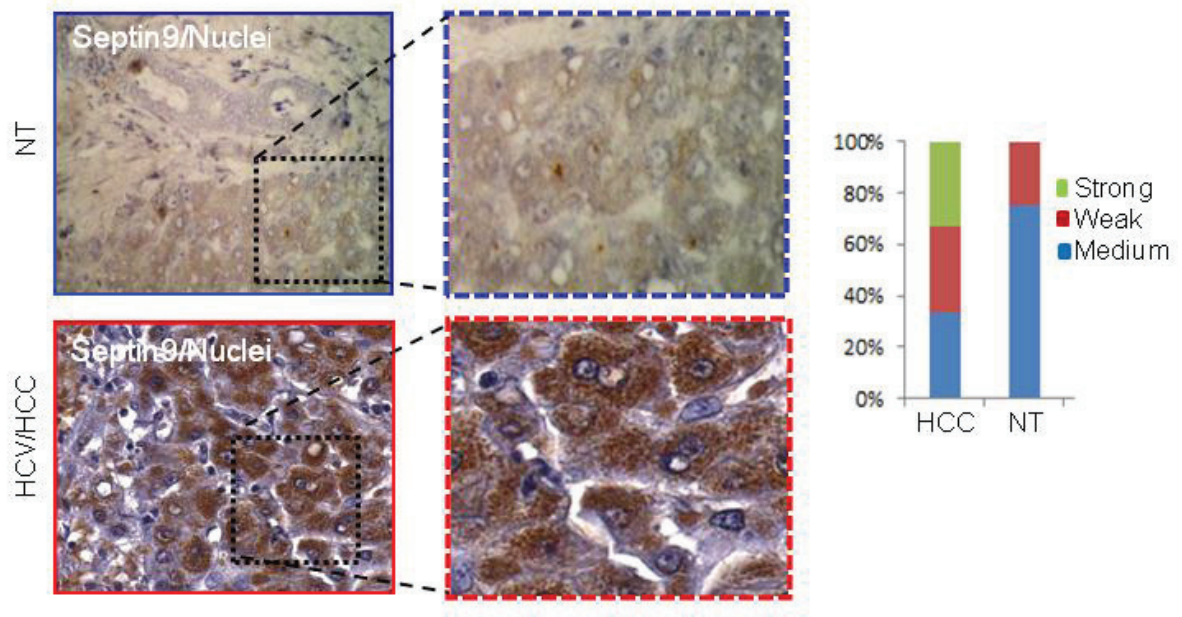 Septin9/Nuclei
NT
Septin9/Nuclei
HCV/HCC
100%
80%
60%
40%
20%
0%
HCC
NT
Strong
Weak
Medium